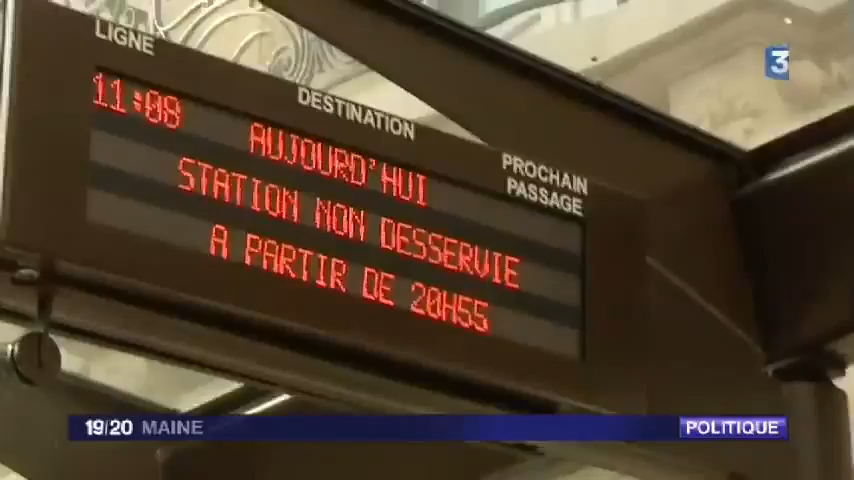 LIGNE
DESTINATION
PROCHAIN
PASSAGE
11:08
AUJOURD'HUI
STATION NON DESSERVIE
A PARTIR DE 20H55
3
19/20 MAINE
POLITIQUE